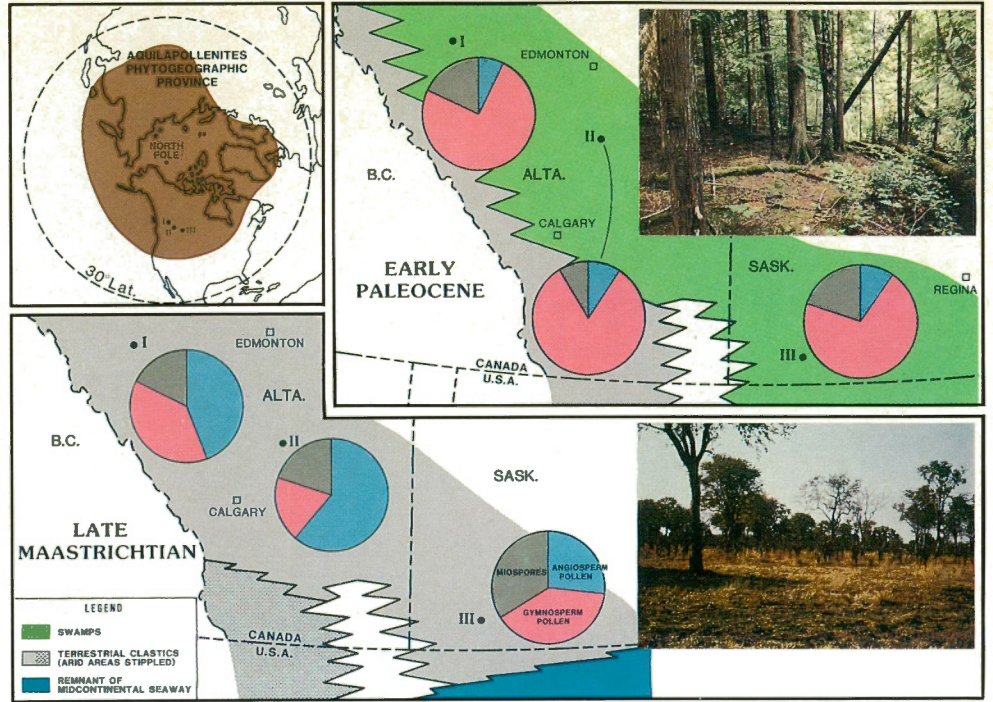 AQUILAPOLLENITES
PHYTOGEOGRAPHIC
PROVINCE
NORTH
POLE
I
II
III
30° Lat.
I
EDMONTON
II
B.C.
ALTA.
CALGARY
EARLY
PALEOCENE
SASK.
REGINA
III
CANADA
U.S.A.
I
EDMONTON
ALTA.
B.C.
II
SASK.
CALGARY
LATE
MAASTRICHTIAN
MIOSPORES
ANGIOSPERM
POLLEN
GYMNOSPERM
POLLEN
III
CANADA
U.S.A.
LEGEND
SWAMPS
TERRESTRIAL CLASTICS
(ARID AREAS STIPPLED)
REMNANT OF
MIDCONTINENTAL SEAWAY